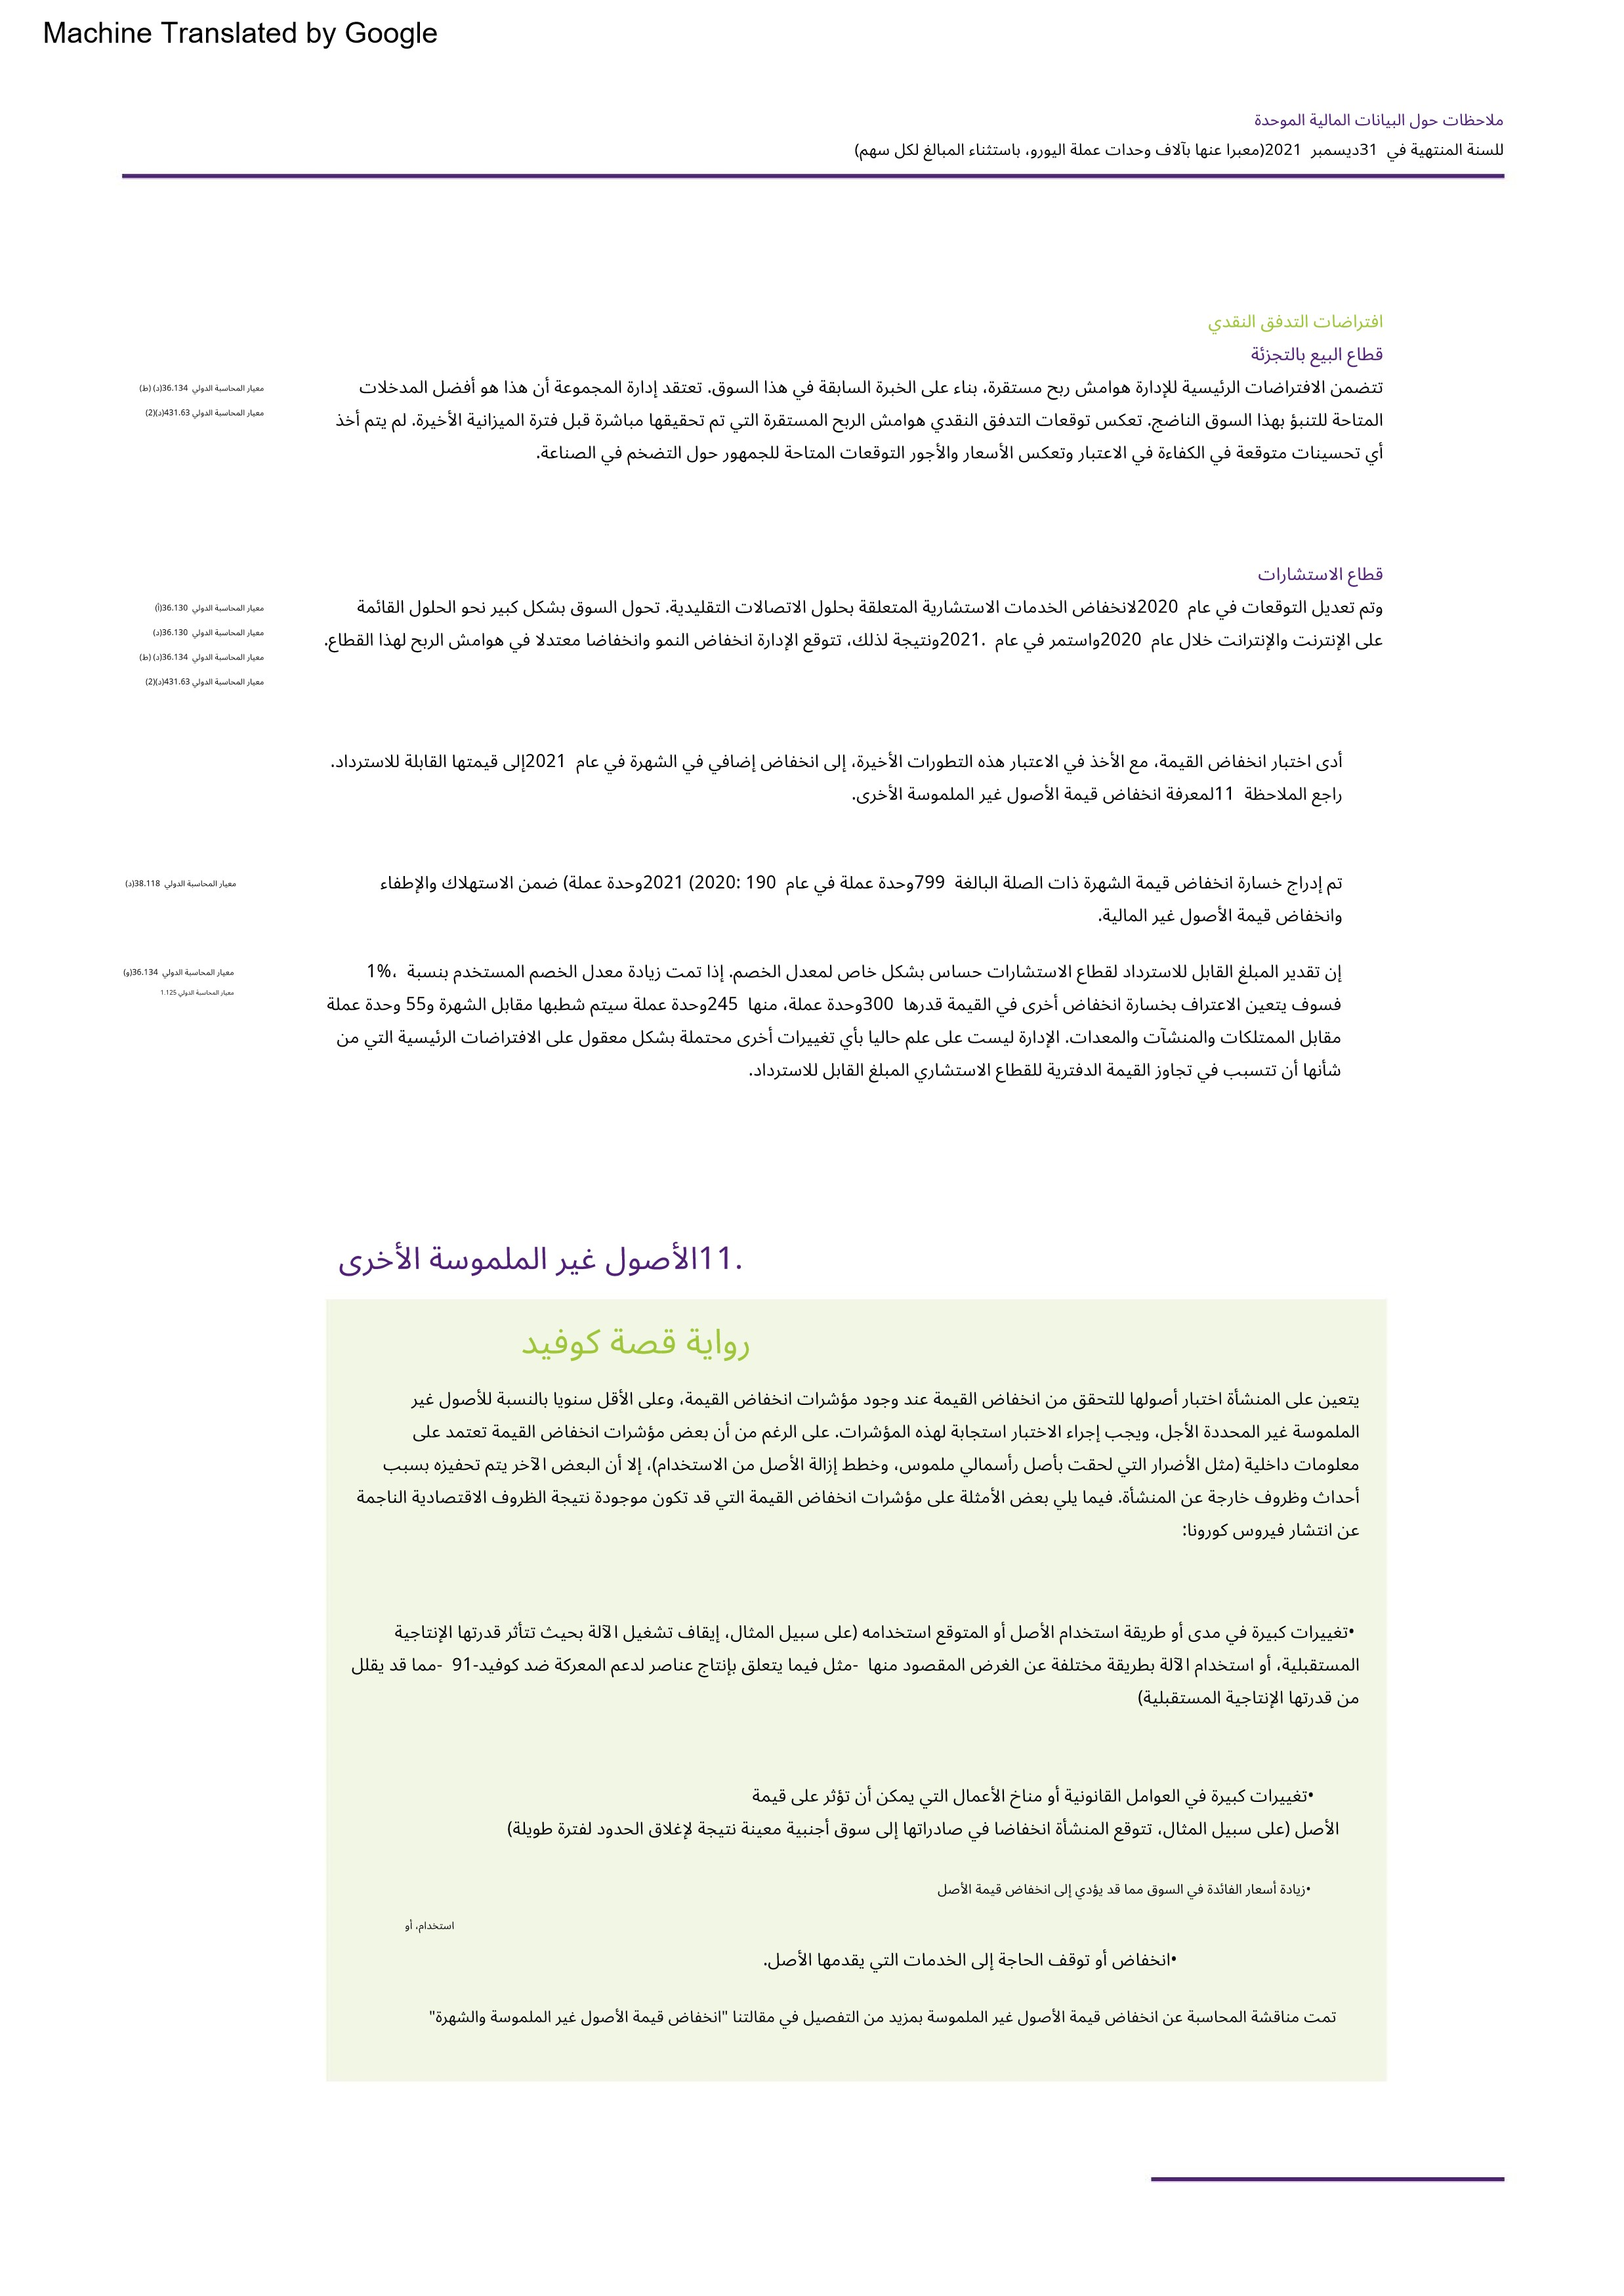 Machine Translated by Google
ملاحظات حول البيانات المالية الموحدة
للسنة المنتهية في 31ديسمبر 2021(معبرا عنها بآلاف وحدات عملة اليورو، باستثناء المبالغ لكل سهم)
افتراضات التدفق النقدي
قطاع البيع بالتجزئة
تتضمن الافتراضات الرئيسية للإدارة هوامش ربح مستقرة، بناء على الخبرة السابقة في هذا السوق. تعتقد إدارة المجموعة أن هذا هو أفضل المدخلات
معيار المحاسبة الدولي 36.134(د) (ط)
المتاحة للتنبؤ بهذا السوق الناضج. تعكس توقعات التدفق النقدي هوامش الربح المستقرة التي تم تحقيقها مباشرة قبل فترة الميزانية الأخيرة. لم يتم أخذ
معيار المحاسبة الدولي 431.63(د)(2)
أي تحسينات متوقعة في الكفاءة في الاعتبار وتعكس الأسعار والأجور التوقعات المتاحة للجمهور حول التضخم في الصناعة.
قطاع الاستشارات
وتم تعديل التوقعات في عام 2020لانخفاض الخدمات الاستشارية المتعلقة بحلول الاتصالات التقليدية. تحول السوق بشكل كبير نحو الحلول القائمة
معيار المحاسبة الدولي 36.130(أ)
على الإنترنت والإنترانت خلال عام 2020واستمر في عام .2021ونتيجة لذلك، تتوقع الإدارة انخفاض النمو وانخفاضا معتدلا في هوامش الربح لهذا القطاع.
معيار المحاسبة الدولي 36.130(د)
معيار المحاسبة الدولي 36.134(د) (ط)
معيار المحاسبة الدولي 431.63(د)(2)
أدى اختبار انخفاض القيمة، مع الأخذ في الاعتبار هذه التطورات الأخيرة، إلى انخفاض إضافي في الشهرة في عام 2021إلى قيمتها القابلة للاسترداد.
راجع الملاحظة 11لمعرفة انخفاض قيمة الأصول غير الملموسة الأخرى.
تم إدراج خسارة انخفاض قيمة الشهرة ذات الصلة البالغة 799وحدة عملة في عام 2021 (2020: 190وحدة عملة) ضمن الاستهلاك والإطفاء
معيار المحاسبة الدولي 38.118(د)
وانخفاض قيمة الأصول غير المالية.
إن تقدير المبلغ القابل للاسترداد لقطاع الاستشارات حساس بشكل خاص لمعدل الخصم. إذا تمت زيادة معدل الخصم المستخدم بنسبة ،1%
معيار المحاسبة الدولي 36.134(و)
معيار المحاسبة الدولي 1.125
فسوف يتعين الاعتراف بخسارة انخفاض أخرى في القيمة قدرها 300وحدة عملة، منها 245وحدة عملة سيتم شطبها مقابل الشهرة و55 وحدة عملة
مقابل الممتلكات والمنشآت والمعدات. الإدارة ليست على علم حاليا بأي تغييرات أخرى محتملة بشكل معقول على الافتراضات الرئيسية التي من
شأنها أن تتسبب في تجاوز القيمة الدفترية للقطاع الاستشاري المبلغ القابل للاسترداد.
.11الأصول غير الملموسة الأخرى
رواية قصة كوفيد
يتعين على المنشأة اختبار أصولها للتحقق من انخفاض القيمة عند وجود مؤشرات انخفاض القيمة، وعلى الأقل سنويا بالنسبة للأصول غير
الملموسة غير المحددة الأجل، ويجب إجراء الاختبار استجابة لهذه المؤشرات. على الرغم من أن بعض مؤشرات انخفاض القيمة تعتمد على
معلومات داخلية (مثل الأضرار التي لحقت بأصل رأسمالي ملموس، وخطط إزالة الأصل من الاستخدام)، إلا أن البعض الآخر يتم تحفيزه بسبب
أحداث وظروف خارجة عن المنشأة. فيما يلي بعض الأمثلة على مؤشرات انخفاض القيمة التي قد تكون موجودة نتيجة الظروف الاقتصادية الناجمة
عن انتشار فيروس كورونا:
•تغييرات كبيرة في مدى أو طريقة استخدام الأصل أو المتوقع استخدامه (على سبيل المثال، إيقاف تشغيل الآلة بحيث تتأثر قدرتها الإنتاجية
المستقبلية، أو استخدام الآلة بطريقة مختلفة عن الغرض المقصود منها -مثل فيما يتعلق بإنتاج عناصر لدعم المعركة ضد كوفيد-91 -مما قد يقلل
من قدرتها الإنتاجية المستقبلية)
•تغييرات كبيرة في العوامل القانونية أو مناخ الأعمال التي يمكن أن تؤثر على قيمة
الأصل (على سبيل المثال، تتوقع المنشأة انخفاضا في صادراتها إلى سوق أجنبية معينة نتيجة لإغلاق الحدود لفترة طويلة)
•زيادة أسعار الفائدة في السوق مما قد يؤدي إلى انخفاض قيمة الأصل
استخدام، أو
•انخفاض أو توقف الحاجة إلى الخدمات التي يقدمها الأصل.
تمت مناقشة المحاسبة عن انخفاض قيمة الأصول غير الملموسة بمزيد من التفصيل في مقالتنا "انخفاض قيمة الأصول غير الملموسة والشهرة"